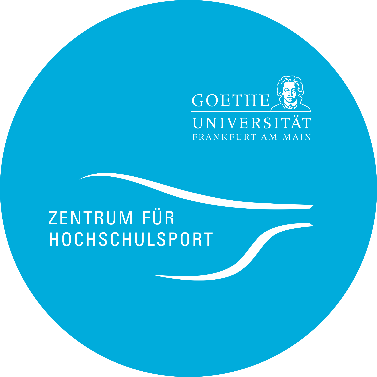 GOETHE
UNIVERSITÄT
FRANKFURT AM MAIN
ZENTRUM FÜR
HOCHSCHULSPORT